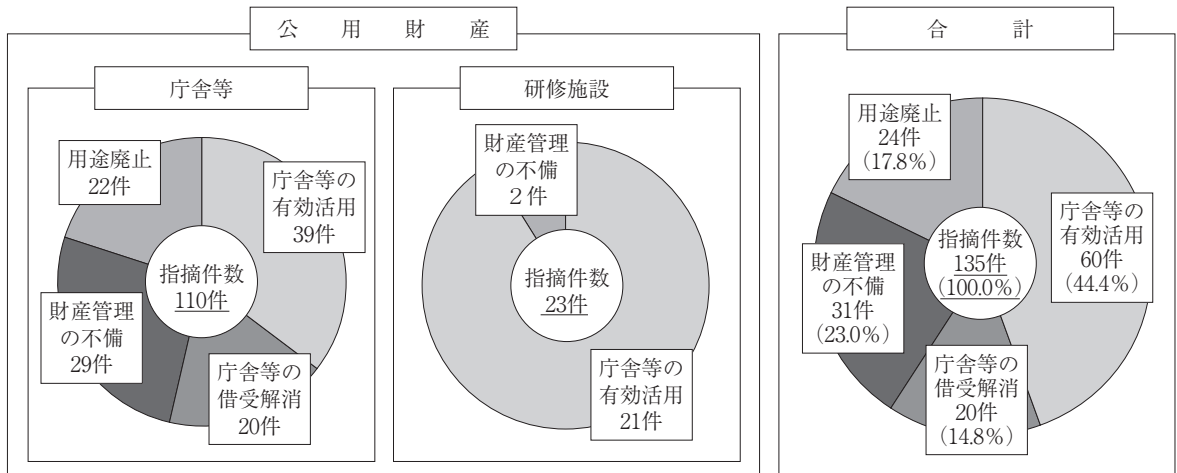 公用財産
庁舎等
用途廃止
22件
庁舎等の
有効活用
39件
指摘件数
110件
財産管理
の不備
29件
庁舎等の
借受解消
20件
研修施設
財産管理
の不備
2件
指摘件数
23件
庁舎等の
有効活用
21件
合計
用途廃止
24件
(17.8%)
庁舎等の
有効活用
60件
(44.4%)
指摘件数
135件
(100.0%)
財産管理
の不備
31件
(23.0%)
庁舎等の
借受解消
20件
(14.8%)